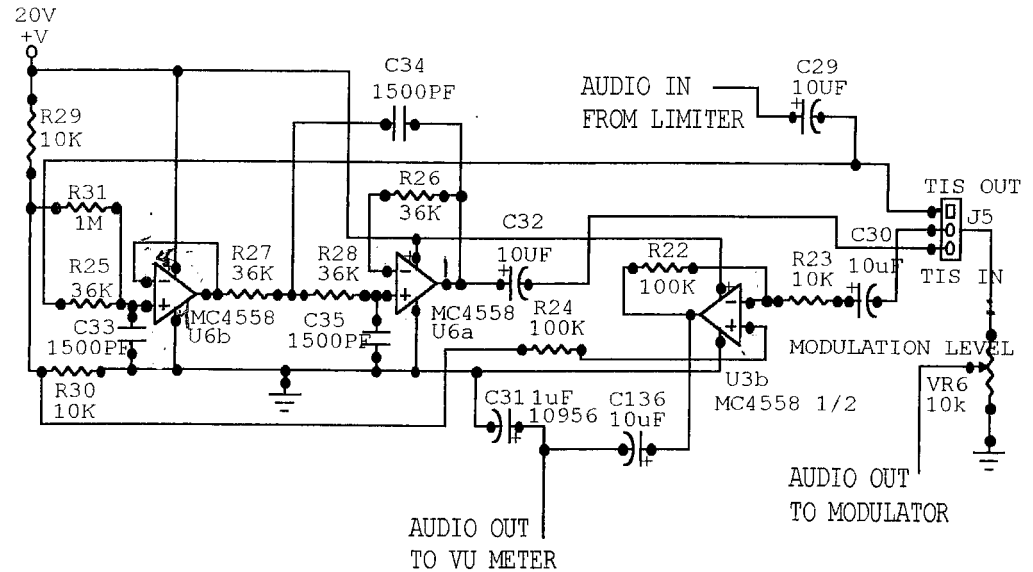 20V
+V
R29
10K
R31
1M
R25
36K
C33
1500PF
R30
10K
MC4558
U6b
R27
36K
C34
1500PF
R28
36K
C35
1500PF
R26
36K
MC4558
U6a
C32
10UF
R24
100K
AUDIO IN
FROM LIMITER
C29
10UF
TIS OUT
J5
TIS IN
C30
10uF
R23
10K
R22
100K
U3b
MC4558 1/2
MODULATION LEVEL
VR6
10k
C31 1uF
10956
C136
10uF
AUDIO OUT
TO MODULATOR
AUDIO OUT
TO VU METER